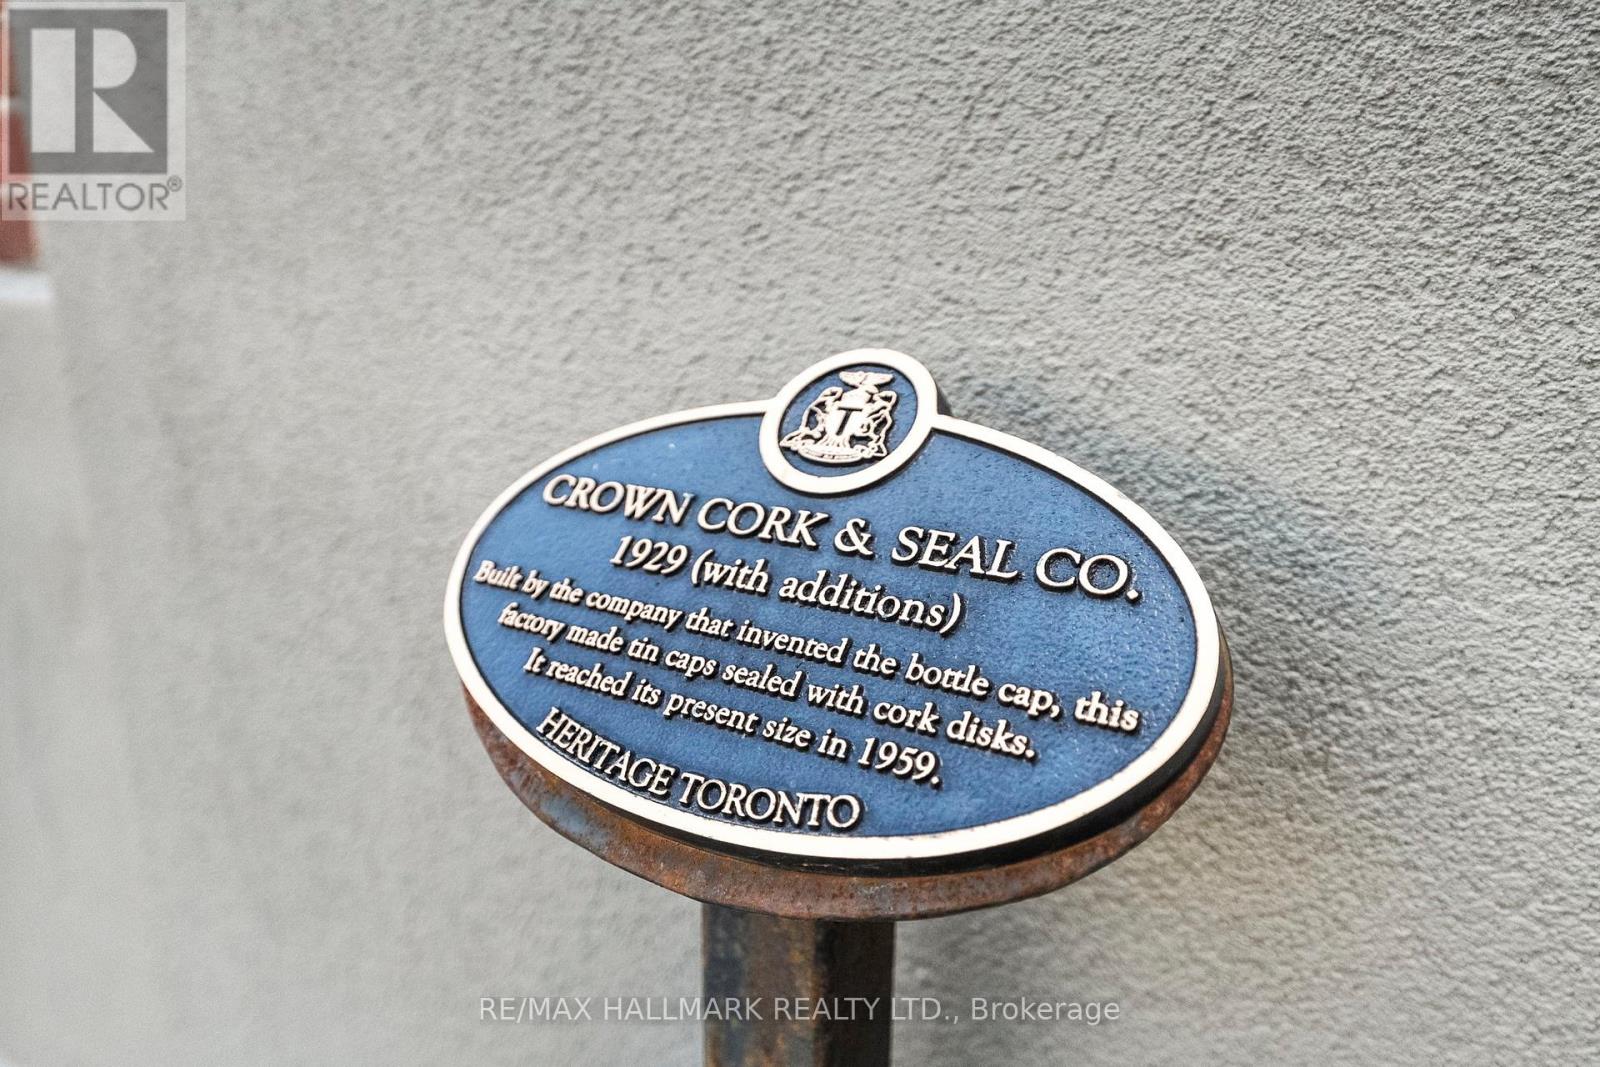 REALTOR®
CROWN CORK & SEAL CO.
1929 (with additions)
Built by the company that invented the bottle cap, this
factory made tin caps sealed with cork disks.
It reached its present size in 1959.
HERITAGE TORONTO
RE/MAX HALLMARK REALTY LTD., Brokerage